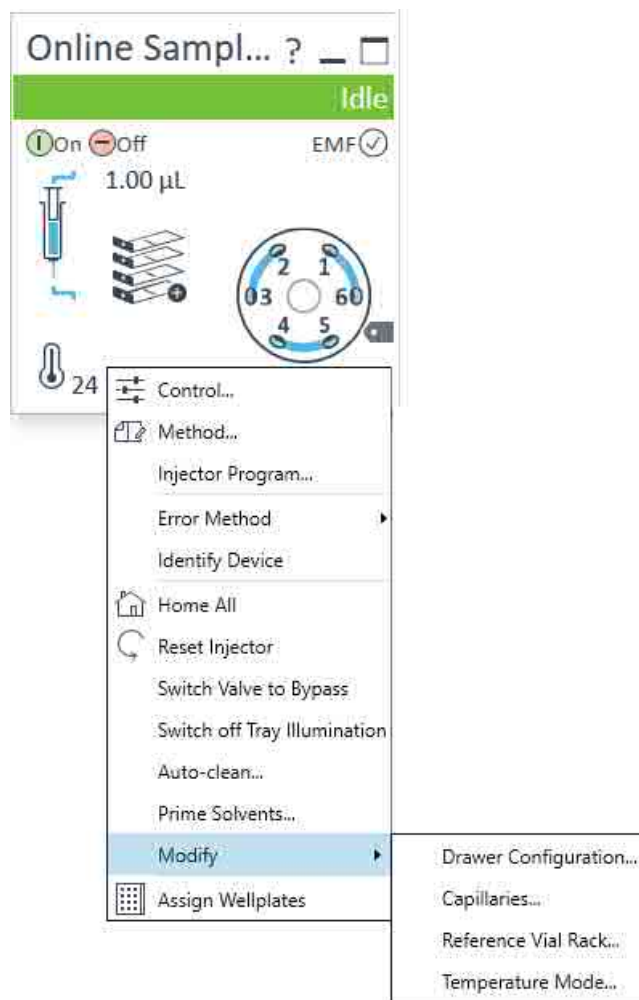 Online Sampl... ?
Idle
On Off EMF
1.00 µL
2 1
03 60
4 5
24
Control...
Method...
Injector Program...
Error Method
Identify Device
Home All
Reset Injector
Switch Valve to Bypass
Switch off Tray Illumination
Auto-clean...
Prime Solvents...
Modify
Drawer Configuration...
Assign Wellplates
Capillaries...
Reference Vial Rack...
Temperature Mode...